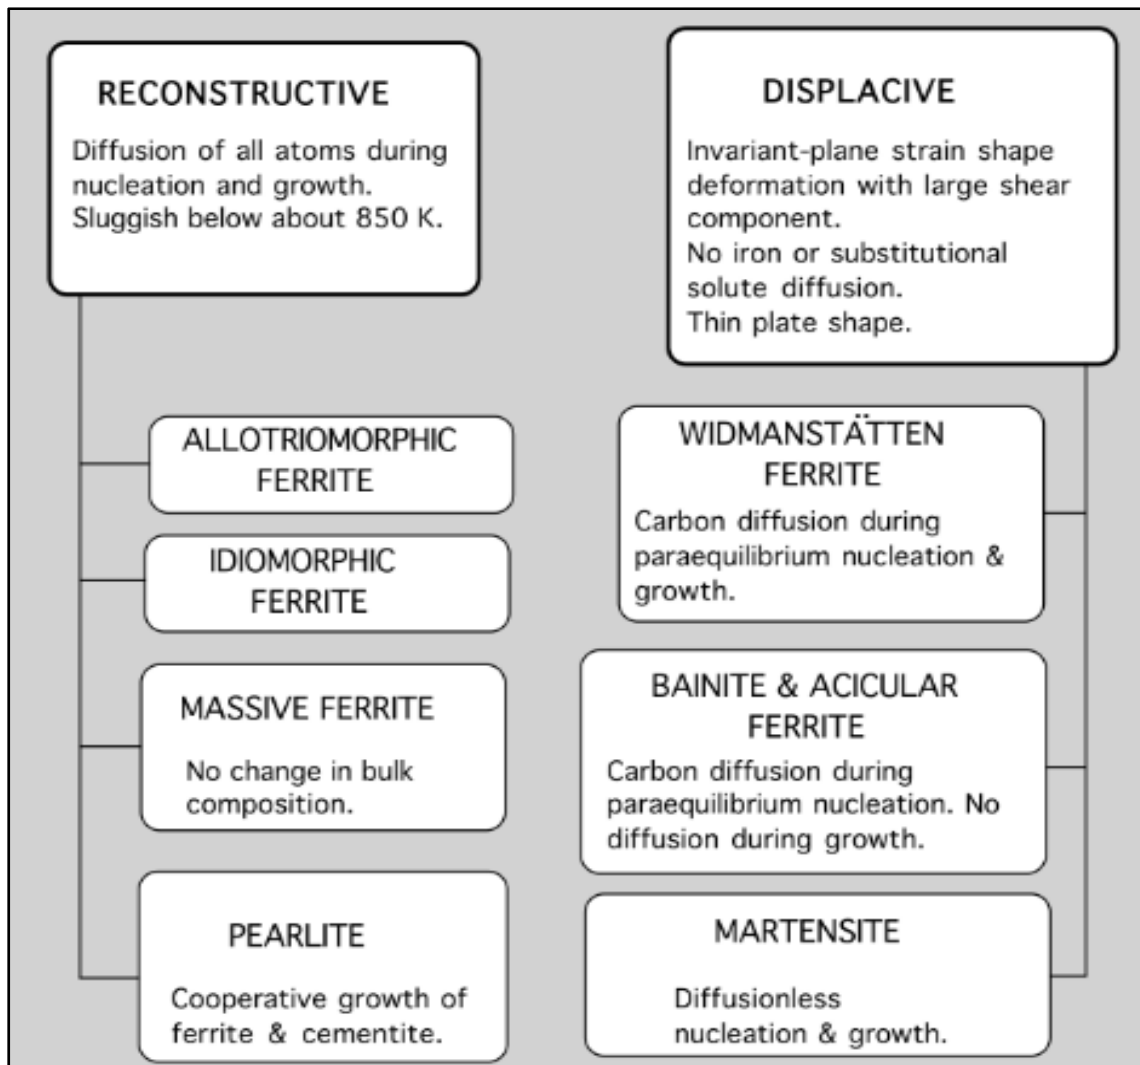 RECONSTRUCTIVE
Diffusion of all atoms during
nucleation and growth.
Sluggish below about 850 K.
ALLOTRIOMORPHIC
FERRITE
IDIOMORPHIC
FERRITE
MASSIVE FERRITE
No change in bulk
composition.
PEARLITE
Cooperative growth of
ferrite & cementite.
DISPLACIVE
Invariant-plane strain shape
deformation with large shear
component.
No iron or substitutional
solute diffusion.
Thin plate shape.
WIDMANSTÄTTEN
FERRITE
Carbon diffusion during
paraequilibrium nucleation &
growth.
BAINITE & ACICULAR
FERRITE
Carbon diffusion during
paraequilibrium nucleation. No
diffusion during growth.
MARTENSITE
Diffusionless
nucleation & growth.